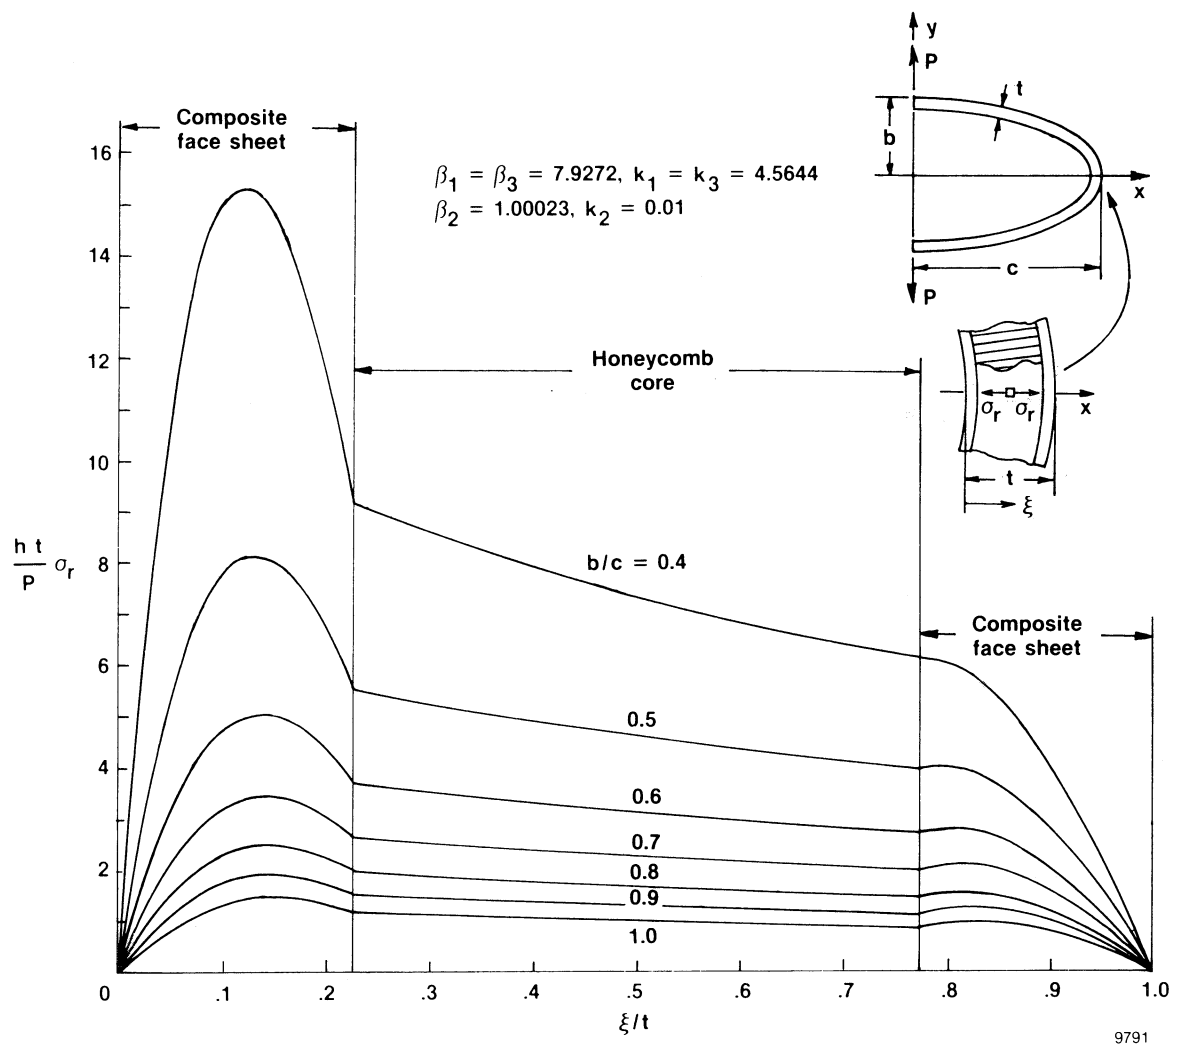 Composite
face sheet
β1 = β3 = 7.9272, k1 = k3 = 4.5644
β2 = 1.00023, k2 = 0.01
y
P
t
b
x
c
P
Honeycomb
core
σr σr
x
t
ξ
h t
P
σr
16
14
12
10
8
6
4
2
b/c = 0.4
0.5
0.6
0.7
0.8
0.9
1.0
Composite
face sheet
0 .1 .2 .3 .4 .5 .6 .7 .8 .9 1.0
ξ/t
9791